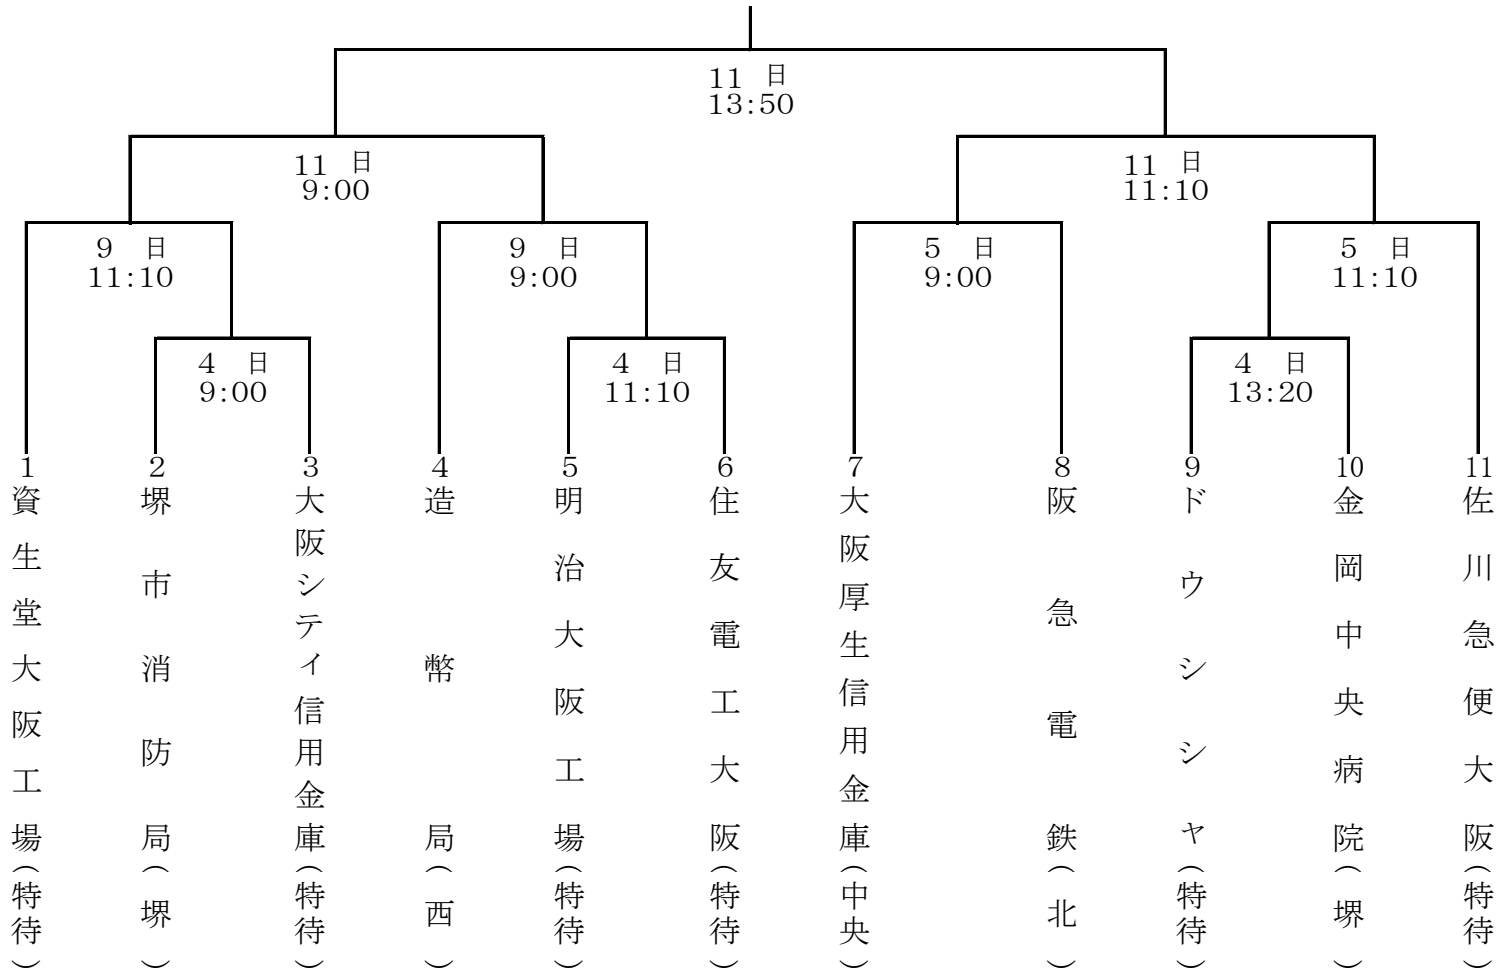 11 日
13:50
11 日
9:00
11 日
11:10
9 日
11:10
9 日
9:00
5 日
9:00
5 日
11:10
4 日
9:00
4 日
11:10
4 日
13:20
1
資生堂大阪工場(特待)
2
堺市消防局(堺)
3
大阪シティ信用金庫(特待)
4
造幣局(西)
5
明治大阪工場(特待)
6
住友電工大阪(特待)
7
大阪厚生信用金庫(中央)
8
阪急電鉄(北)
9
ドウシシャ(特待)
10
金岡中央病院(堺)
11
佐川急便大阪(特待)